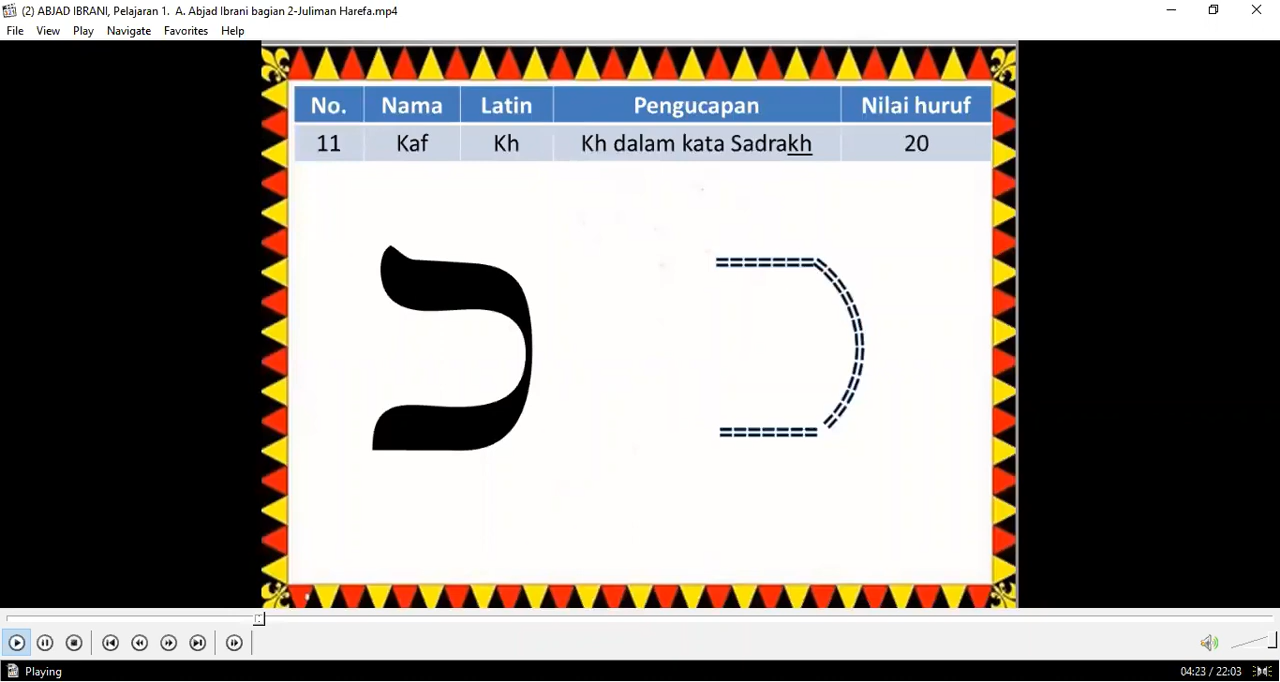 (2) ABJAD IBRANI, Pelajaran 1. A. Abjad Ibrani bagian 2-Juliman Harefa.mp4
File View Play Navigate Favorites Help
No. Nama Latin Pengucapan Nilai huruf
11 Kaf Kh Kh dalam kata Sadrakh 20
כ כ
Playing 04:23 / 22:03